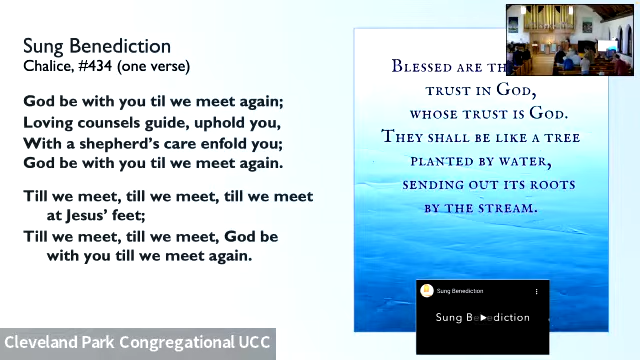 Sung Benediction
Chalice, #434 (one verse)
God be with you til we meet again;
Loving counsels guide, uphold you,
With a shepherd's care enfold you;
God be with you til we meet again.
Till we meet, till we meet, till we meet
at Jesus' feet;
Till we meet, till we meet, God be
with you till we meet again.
Blessed are th
trust in God,
whose trust is God.
They shall be like a tree
planted by water,
sending out its roots
by the stream.
Sung Benediction
Sung B diction
Cleveland Park Congregational UCC